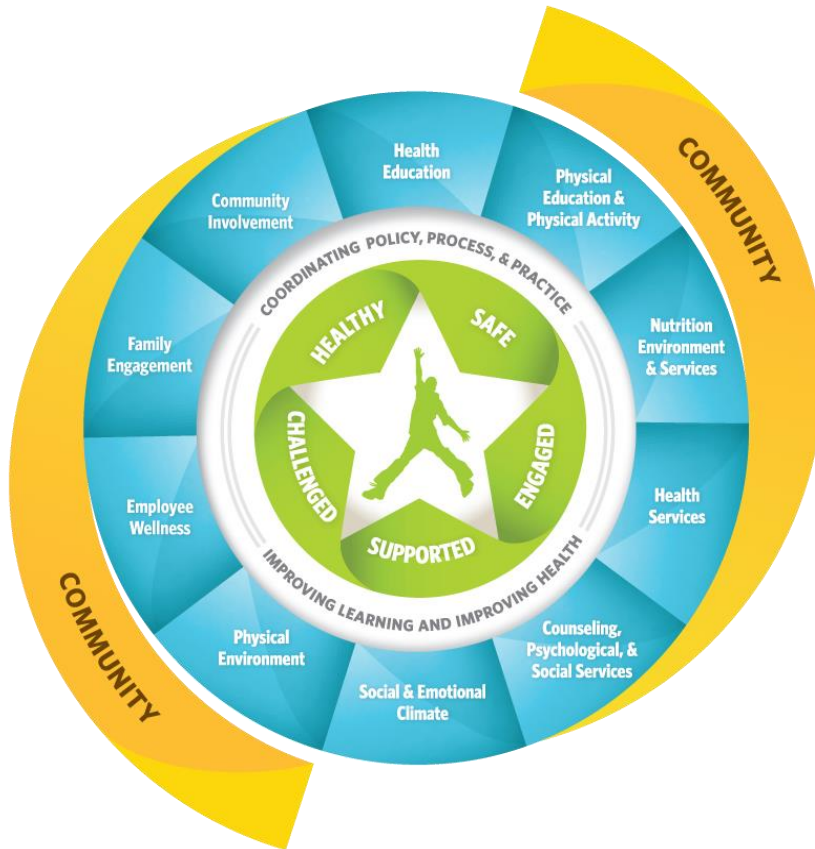 COMMUNITY
Health
Education
Physical
Education &
Physical Activity
Nutrition
Environment
& Services
Health
Services
Counseling,
Psychological, &
Social Services
Social & Emotional
Climate
Physical
Environment
Employee
Wellness
Family
Engagement
Community
Involvement
COORDINATING POLICY, PROCESS, & PRACTICE
IMPROVING LEARNING AND IMPROVING HEALTH
HEALTHY
SAFE
ENGAGED
SUPPORTED
CHALLENGED
COMMUNITY